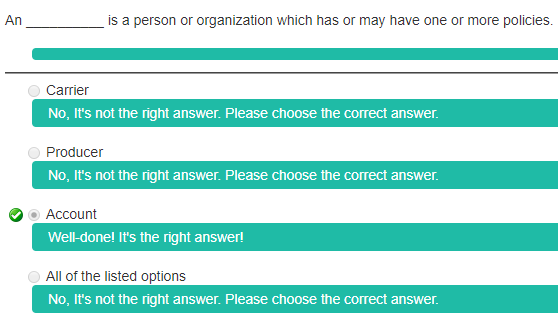 An __________ is a person or organization which has or may have one or more policies.
Carrier
No, It's not the right answer. Please choose the correct answer.
Producer
No, It's not the right answer. Please choose the correct answer.
Account
Well-done! It's the right answer!
All of the listed options
No, It's not the right answer. Please choose the correct answer.